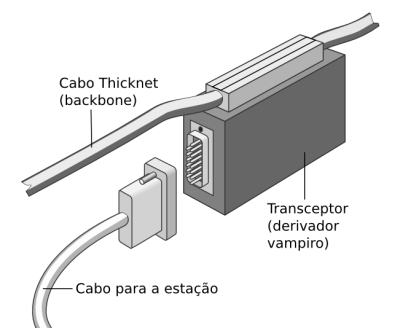 Cabo Thicknet
(backbone)
Transceptor
(derivador
vampiro)
Cabo para a estação